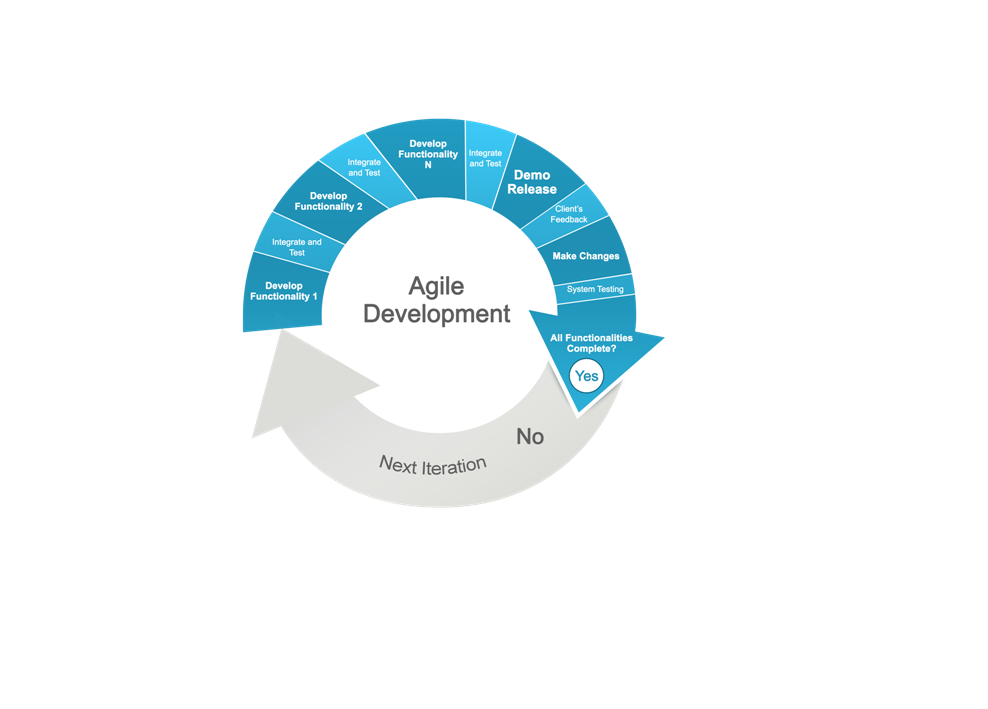 Develop
Functionality 1
Integrate and
Test
Develop
Functionality 2
Integrate
and Test
Develop
Functionality
N
Integrate
and Test
Demo
Release
Client's
Feedback
Make Changes
System Testing
All Functionalities
Complete?
Yes
No
Next Iteration
Agile
Development